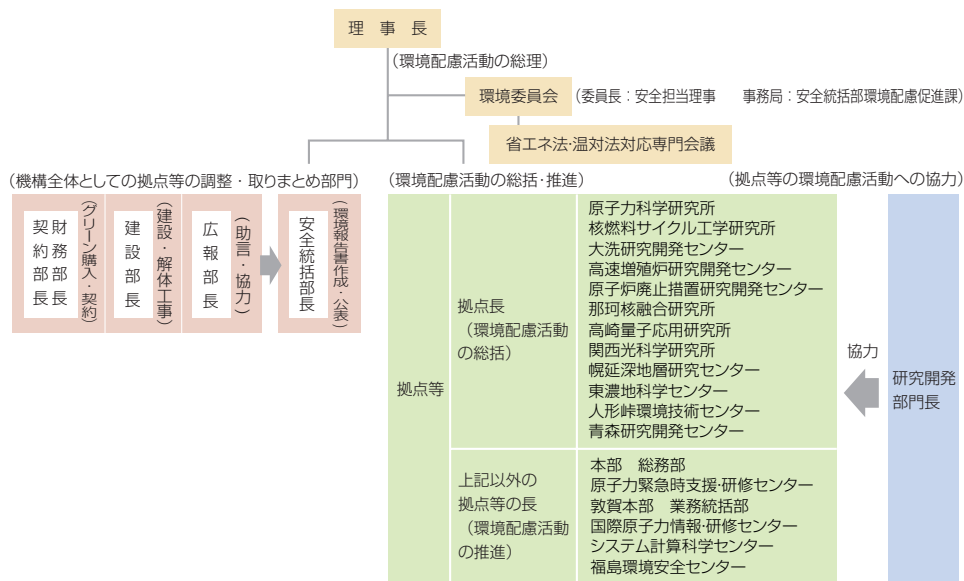 理 事 長
(環境配慮活動の総理)
環境委員会
(委員長：安全担当理事　事務局：安全統括部環境配慮促進課)
省エネ法・温対法対応専門会議
(機構全体としての拠点等の調整・取りまとめ部門)
(環境配慮活動の総括・推進)
(拠点等の環境配慮活動への協力)
財務部長
契約部長
(グリーン購入・契約)
建設部長
(建設・解体工事)
広報部長
(助言・協力)
安全統括部長
(環境報告書作成・公表)
拠点等
拠点長
(環境配慮活動
の総括)
原子力科学研究所
核燃料サイクル工学研究所
大洗研究開発センター
高速増殖炉研究開発センター
原子炉廃止措置研究開発センター
那珂核融合研究所
高崎量子応用研究所
関西光科学研究所
幌延深地層研究センター
東濃地科学センター
人形峠環境技術センター
青森研究開発センター
上記以外の
拠点等の長
(環境配慮活動
の推進)
本部　総務部
原子力緊急時支援・研修センター
敦賀本部　業務統括部
国際原子力情報・研修センター
システム計算科学センター
福島環境安全センター
協力
研究開発
部門長